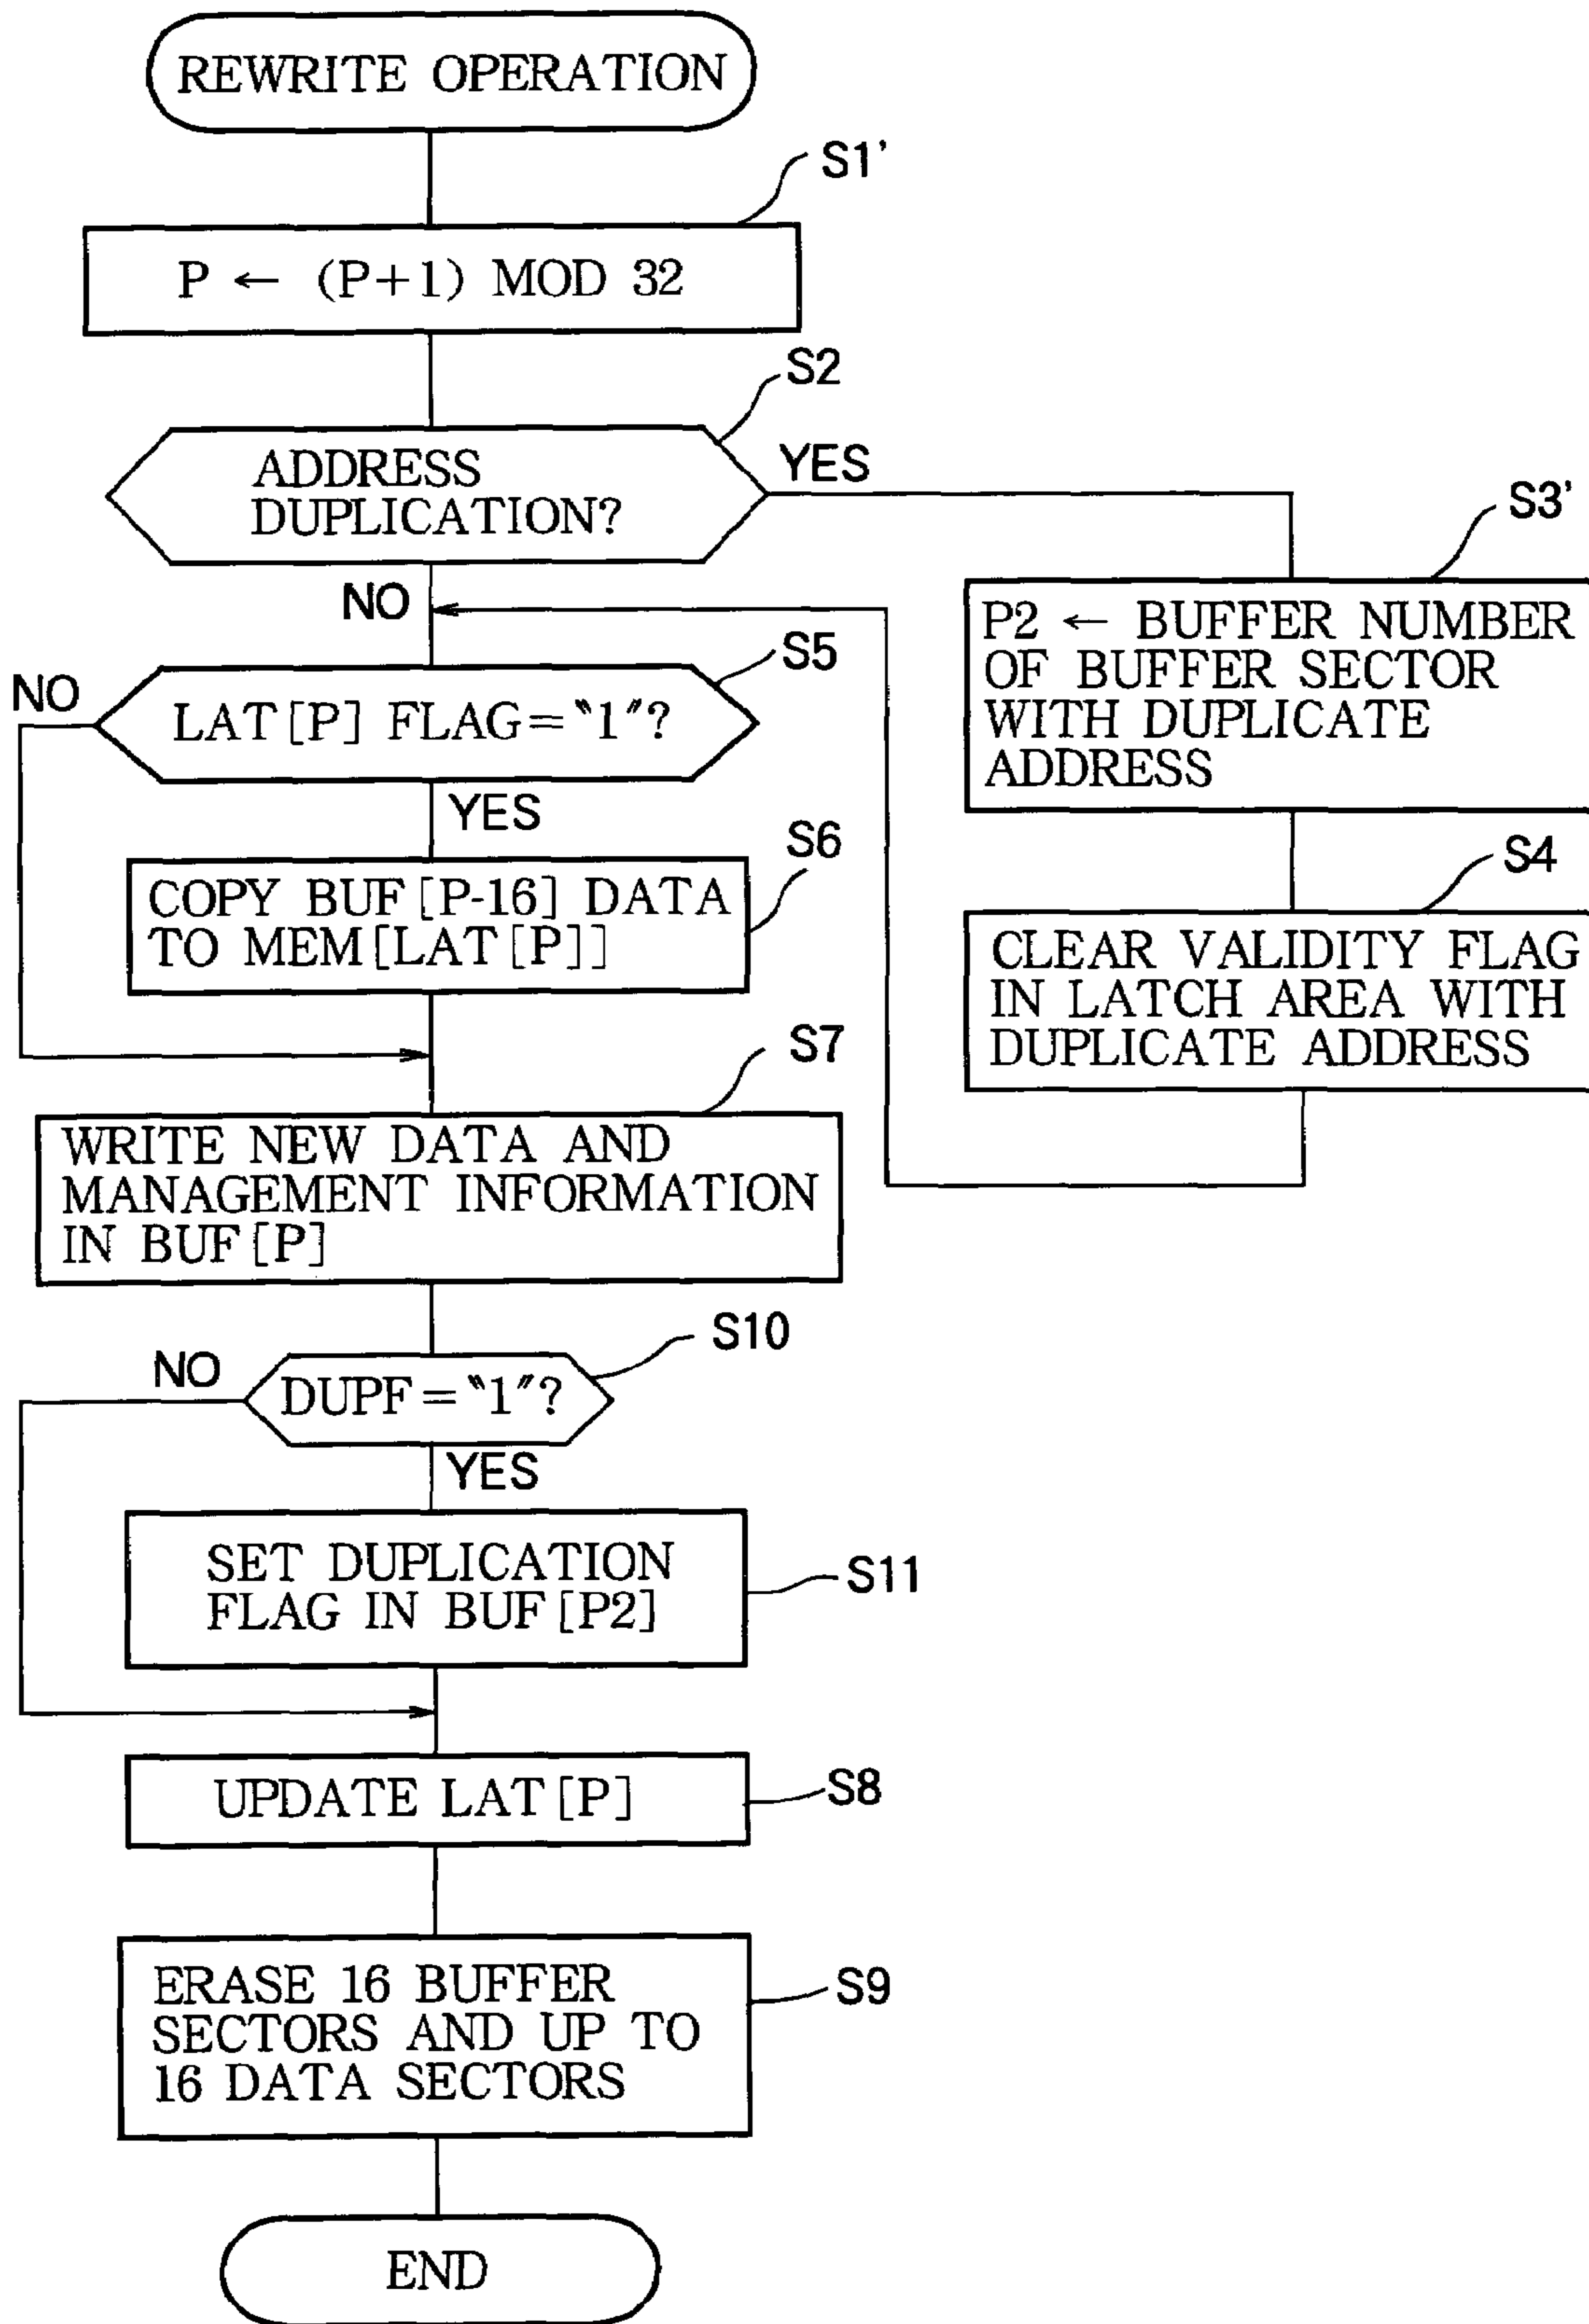 REWRITE OPERATION
S1'
P ← (P+1) MOD 32
S2
ADDRESS
DUPLICATION?
YES
NO
S3'
P2 ← BUFFER NUMBER
OF BUFFER SECTOR
WITH DUPLICATE
ADDRESS
S4
CLEAR VALIDITY FLAG
IN LATCH AREA WITH
DUPLICATE ADDRESS
S5
NO
LAT[P] FLAG="1"?
YES
S6
COPY BUF[P-16] DATA
TO MEM[LAT[P]]
S7
WRITE NEW DATA AND
MANAGEMENT INFORMATION
IN BUF[P]
S10
NO
DUPF="1"?
YES
SET DUPLICATION
FLAG IN BUF[P2]
S11
UPDATE LAT[P]
S8
ERASE 16 BUFFER
SECTORS AND UP TO
16 DATA SECTORS
S9
END